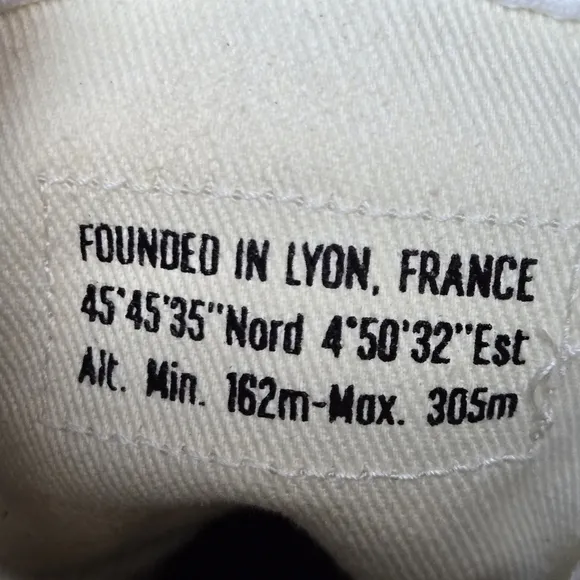 FOUNDED IN LYON, FRANCE
45°45'35"Nord 4°50'32"Est
Alt. Min. 162m-Max. 305m